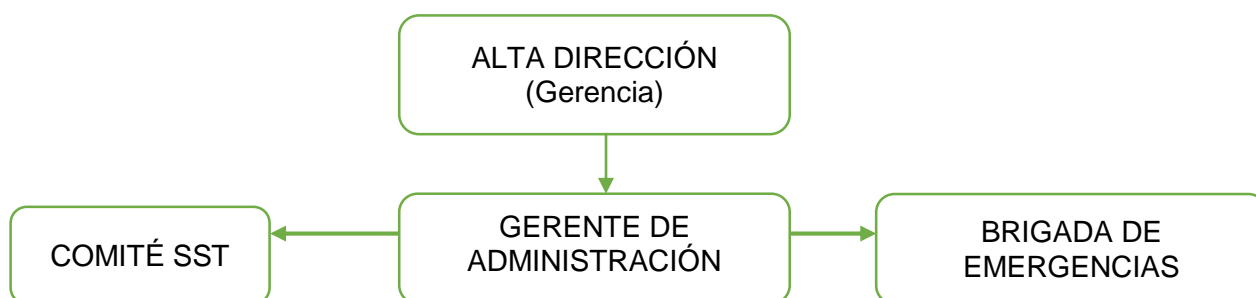 ALTA DIRECCIÓN
(Gerencia)
COMITÉ SST
GERENTE DE
ADMINISTRACIÓN
BRIGADA DE
EMERGENCIAS